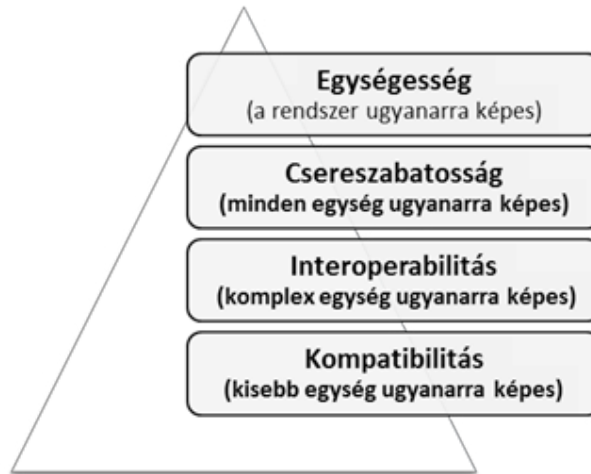 Egységesség
(a rendszer ugyanarra képes)
Csereszabatosság
(minden egység ugyanarra képes)
Interoperabilitás
(komplex egység ugyanarra képes)
Kompatibilitás
(kisebb egység ugyanarra képes)